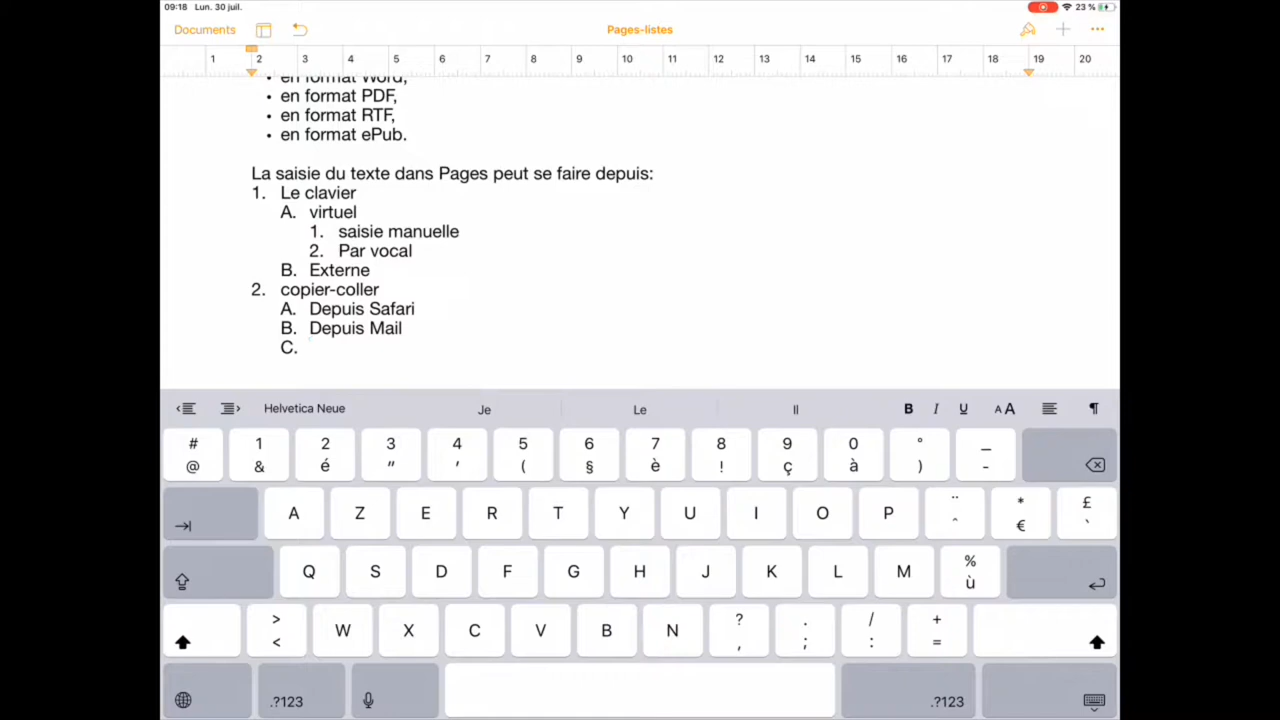 09:18 Lun. 30 juil. 23 %
Documents Pages-listes
1 2 3 4 5 6 7 8 9 10 11 12 13 14 15 16 17 18 19 20
• en format Word,
• en format PDF,
• en format RTF,
• en format ePub.
La saisie du texte dans Pages peut se faire depuis:
1. Le clavier
A. virtuel
1. saisie manuelle
2. Par vocal
B. Externe
2. copier-coller
A. Depuis Safari
B. Depuis Mail
C.
Helvetica Neue Je Le Il B I U AA ¶
# 1 2 3 4 5 6 7 8 9 0 ° _
@ & é " ' ( § è ! ç à ) -
A Z E R T Y U I O P ¨ * £
^ € `
Q S D F G H J K L M %
ù
> W X C V B N ? . / +
< , ; : =
.?123 .?123